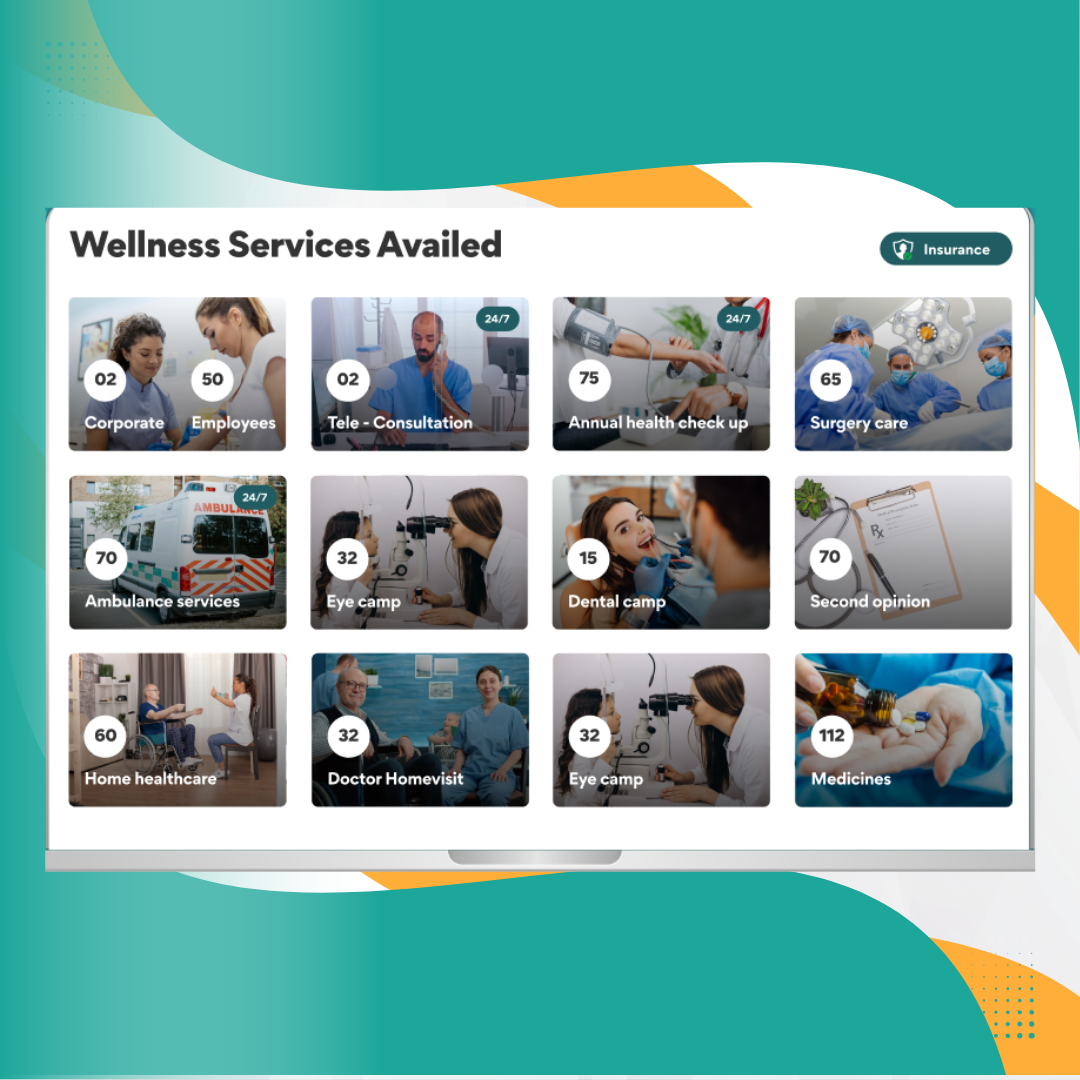 Wellness Services Availed
Insurance
02
50
Corporate
Employees
24/7
02
Tele - Consultation
24/7
75
Annual health check up
65
Surgery care
24/7
AMBULANCE
70
Ambulance services
32
Eye camp
15
Dental camp
Rx
70
Second opinion
60
Home healthcare
32
Doctor Homevisit
32
Eye camp
112
Medicines